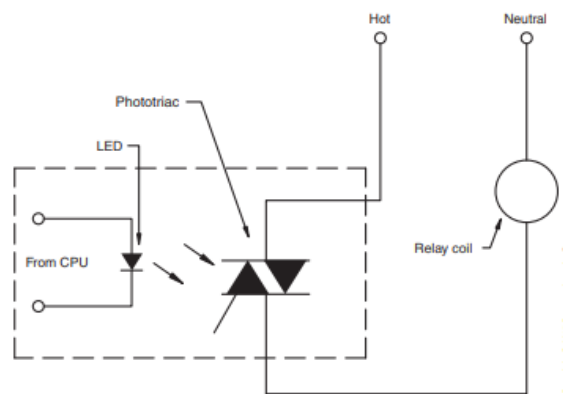 Hot
Neutral
Phototriac
LED
From CPU
Relay coil